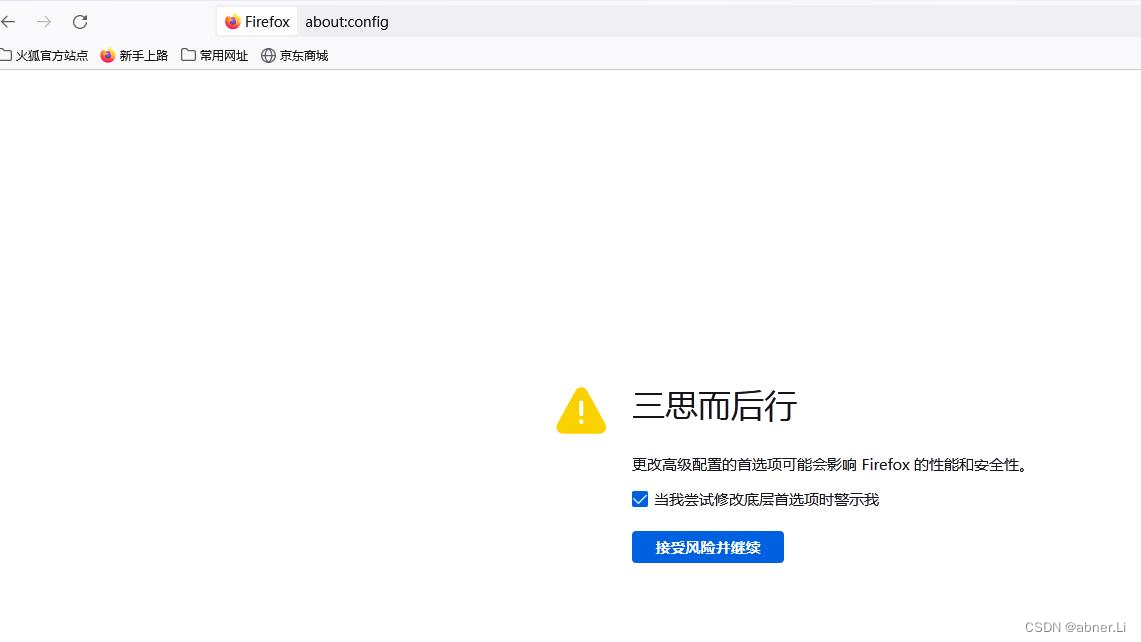 Firefox about:config
火狐官方站点 新手上路 常用网址 京东商城
三思而后行
更改高级配置的首选项可能会影响 Firefox 的性能和安全性。
当我尝试修改底层首选项时警示我
接受风险并继续
CSDN @abner.Li